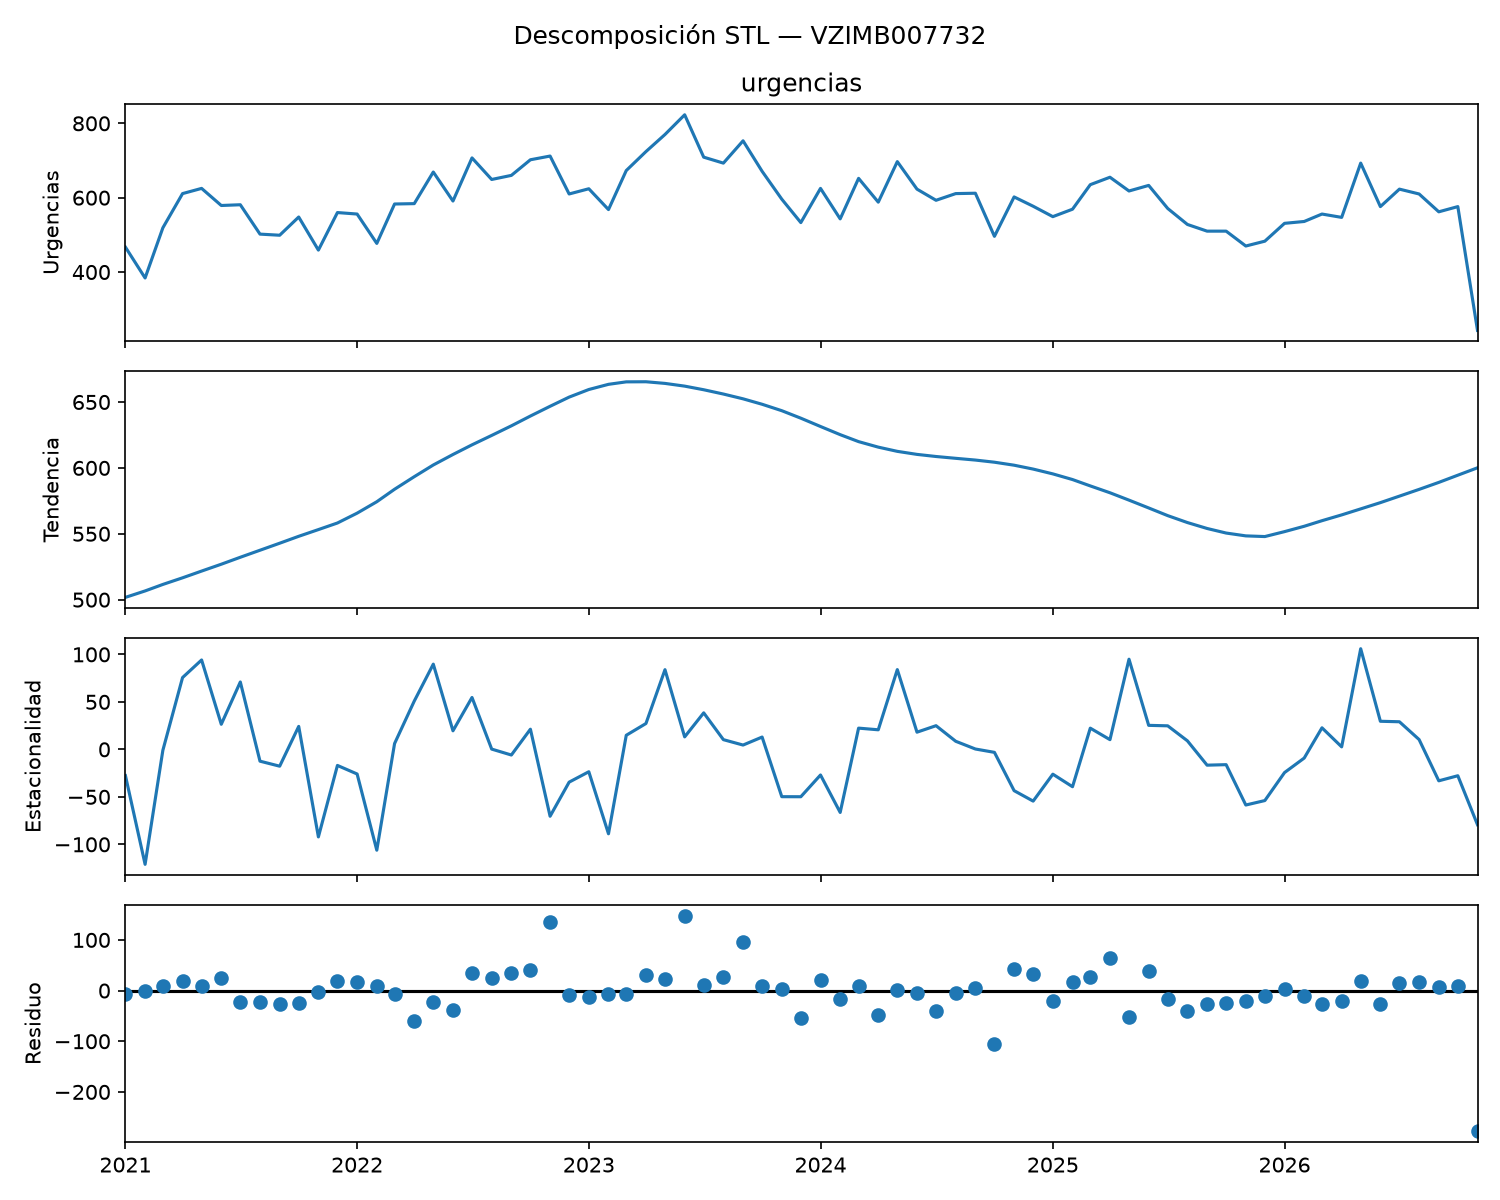 Descomposición STL — VZIMB007732
urgencias
800
600
400
Urgencias
650
600
550
500
Tendencia
100
50
0
−50
−100
Estacionalidad
100
0
−100
−200
Residuo
2021 2022 2023 2024 2025 2026